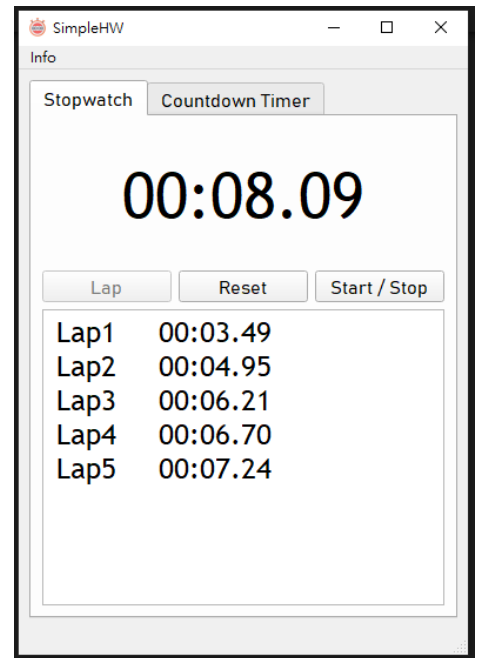 SimpleHW
Info
Stopwatch Countdown Timer
00:08.09
Lap Reset Start / Stop
Lap1 00:03.49
Lap2 00:04.95
Lap3 00:06.21
Lap4 00:06.70
Lap5 00:07.24